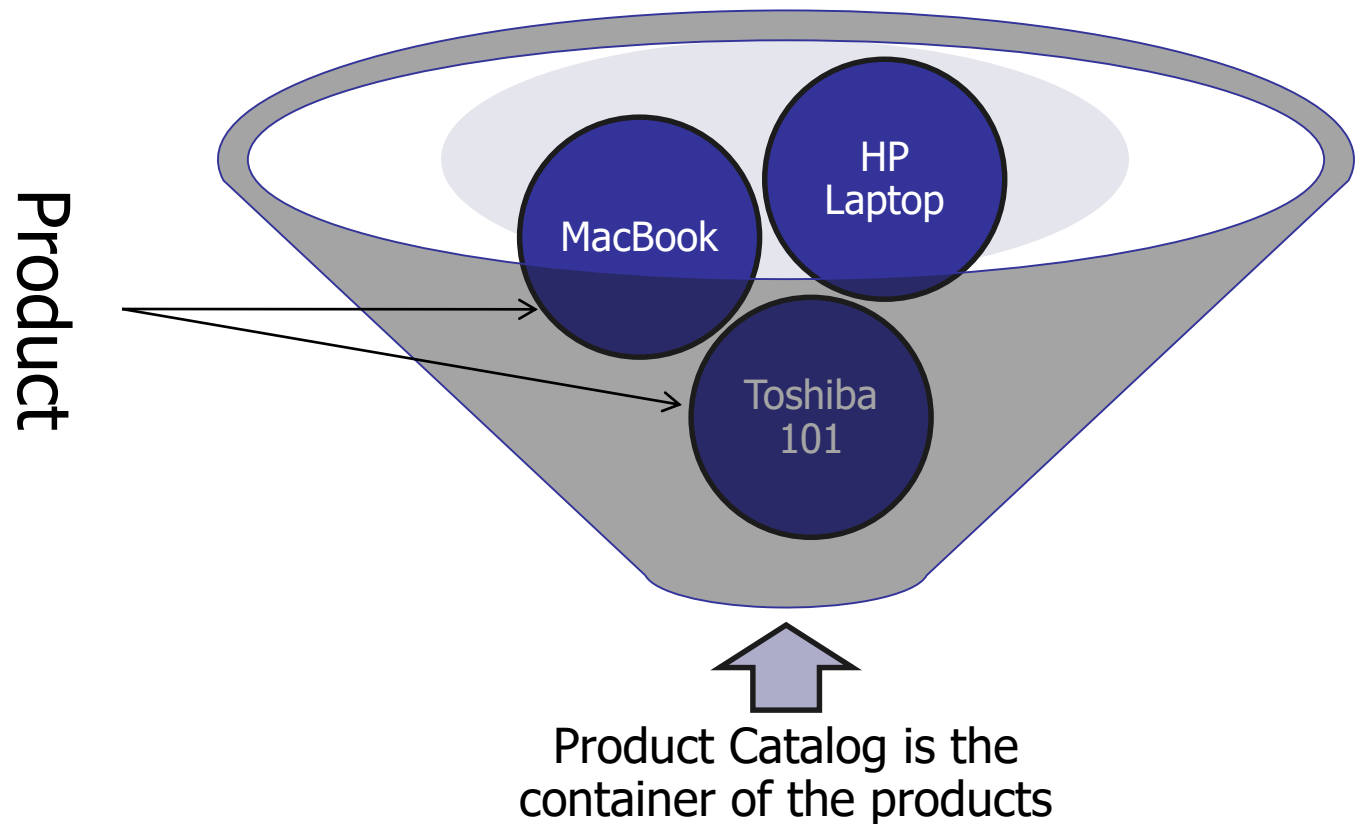 Product
HP
Laptop
MacBook
Toshiba
101
Product Catalog is the
container of the products